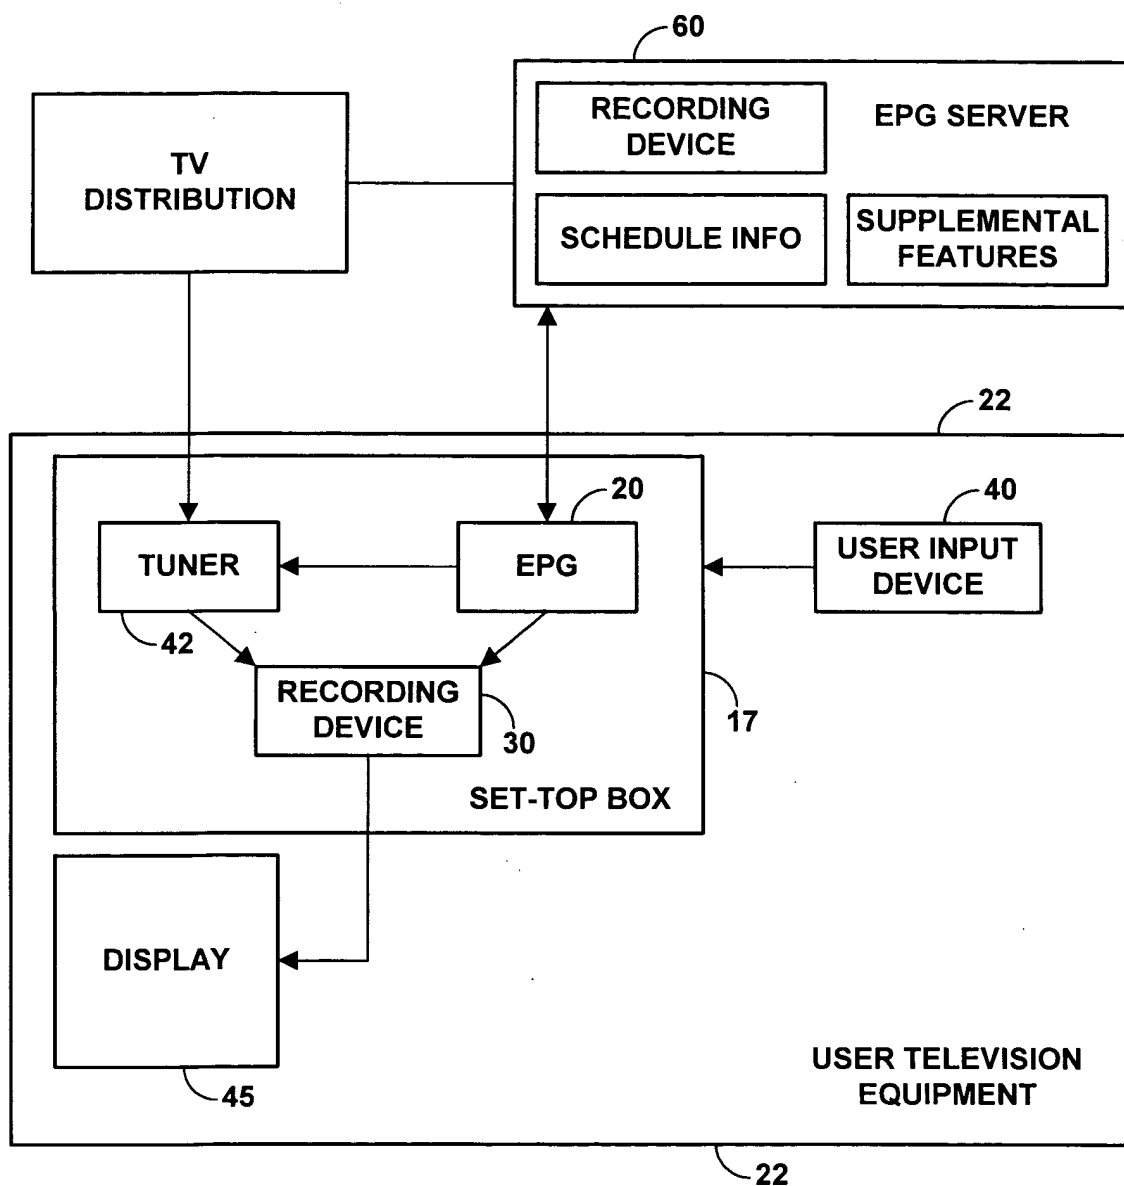 60
RECORDING
DEVICE
EPG SERVER
TV
DISTRIBUTION
SCHEDULE INFO
SUPPLEMENTAL
FEATURES
22
20
40
TUNER
EPG
USER INPUT
DEVICE
42
RECORDING
DEVICE
30
17
SET-TOP BOX
DISPLAY
45
USER TELEVISION
EQUIPMENT
22